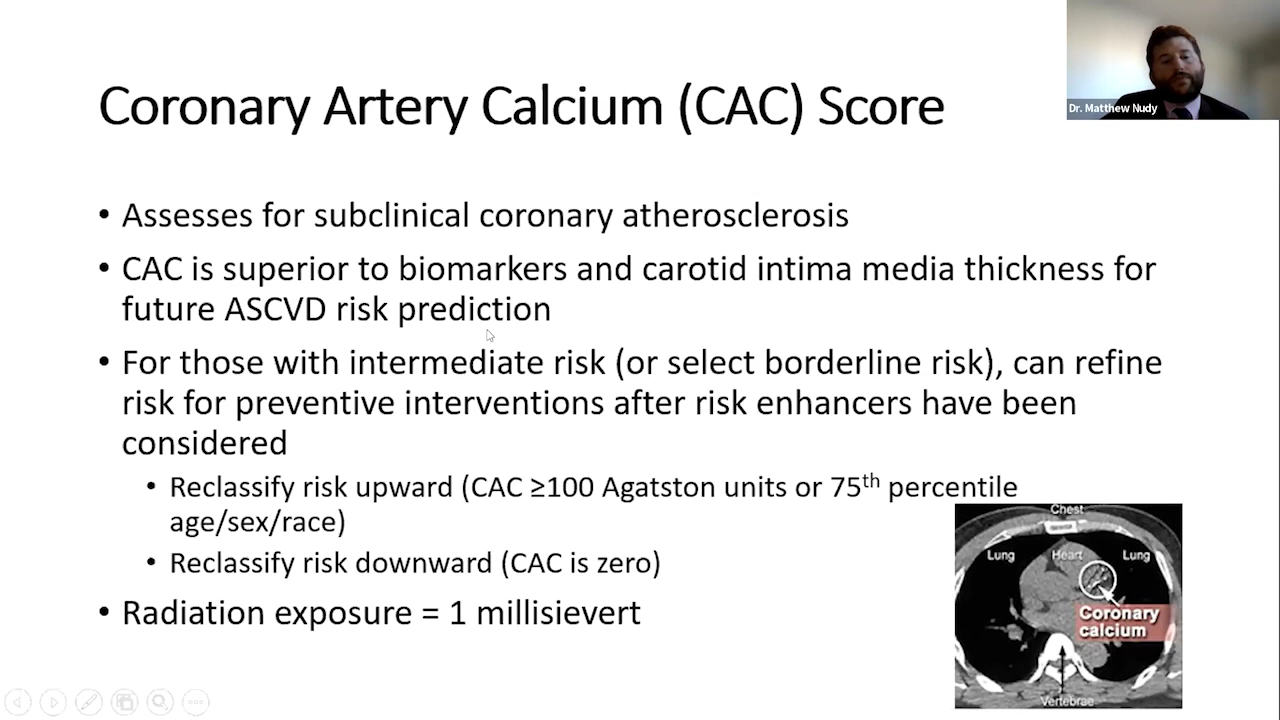 Coronary Artery Calcium (CAC) Score
Dr. Matthew Nudy
• Assesses for subclinical coronary atherosclerosis
• CAC is superior to biomarkers and carotid intima media thickness for
future ASCVD risk prediction
• For those with intermediate risk (or select borderline risk), can refine
risk for preventive interventions after risk enhancers have been
considered
• Reclassify risk upward (CAC ≥100 Agatston units or 75th percentile
age/sex/race)
• Reclassify risk downward (CAC is zero)
• Radiation exposure = 1 millisievert
Chest
Lung Heart Lung
Coronary
calcium
Vertebrae